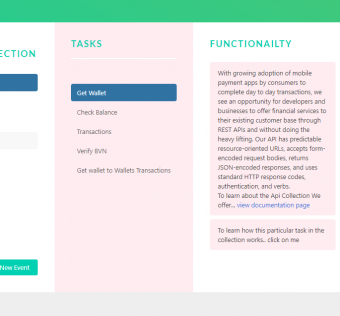 ECTION
New Event
TASKS
Get Wallet
Check Balance
Transactions
Verify BVN
Get wallet to Wallets Transactions
FUNCTIONAILTY
With growing adoption of mobile
payment apps by consumers to
complete day to day transactions, we
see an opportunity for developers and
businesses to offer financial services to
their existing customer base through
REST APIs and without doing the
heavy lifting. Our API has predictable
resource-oriented URLs, accepts form-
encoded request bodies, returns
JSON-encoded responses, and uses
standard HTTP response codes,
authentication, and verbs.
To learn about the Api Collection We
offer... view documentation page
To learn how this particular task in the
collection works.. click on me